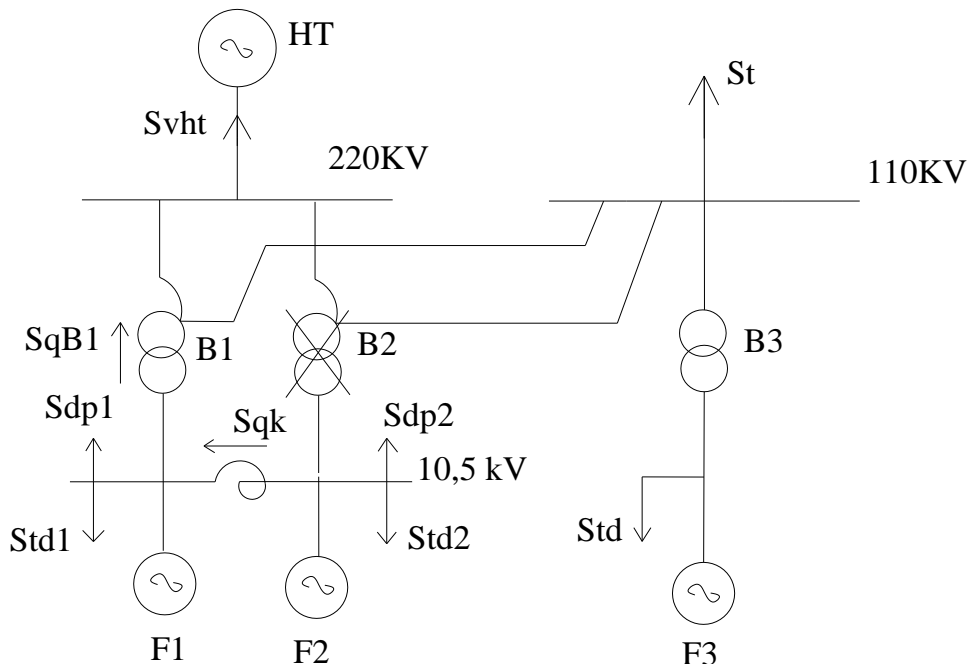 HT
St
Svht
220KV
110KV
SqB1
B1
B2
B3
Sdp1
Sqk
Sdp2
10,5 kV
Std1
Std2
Std
F1
F2
F3